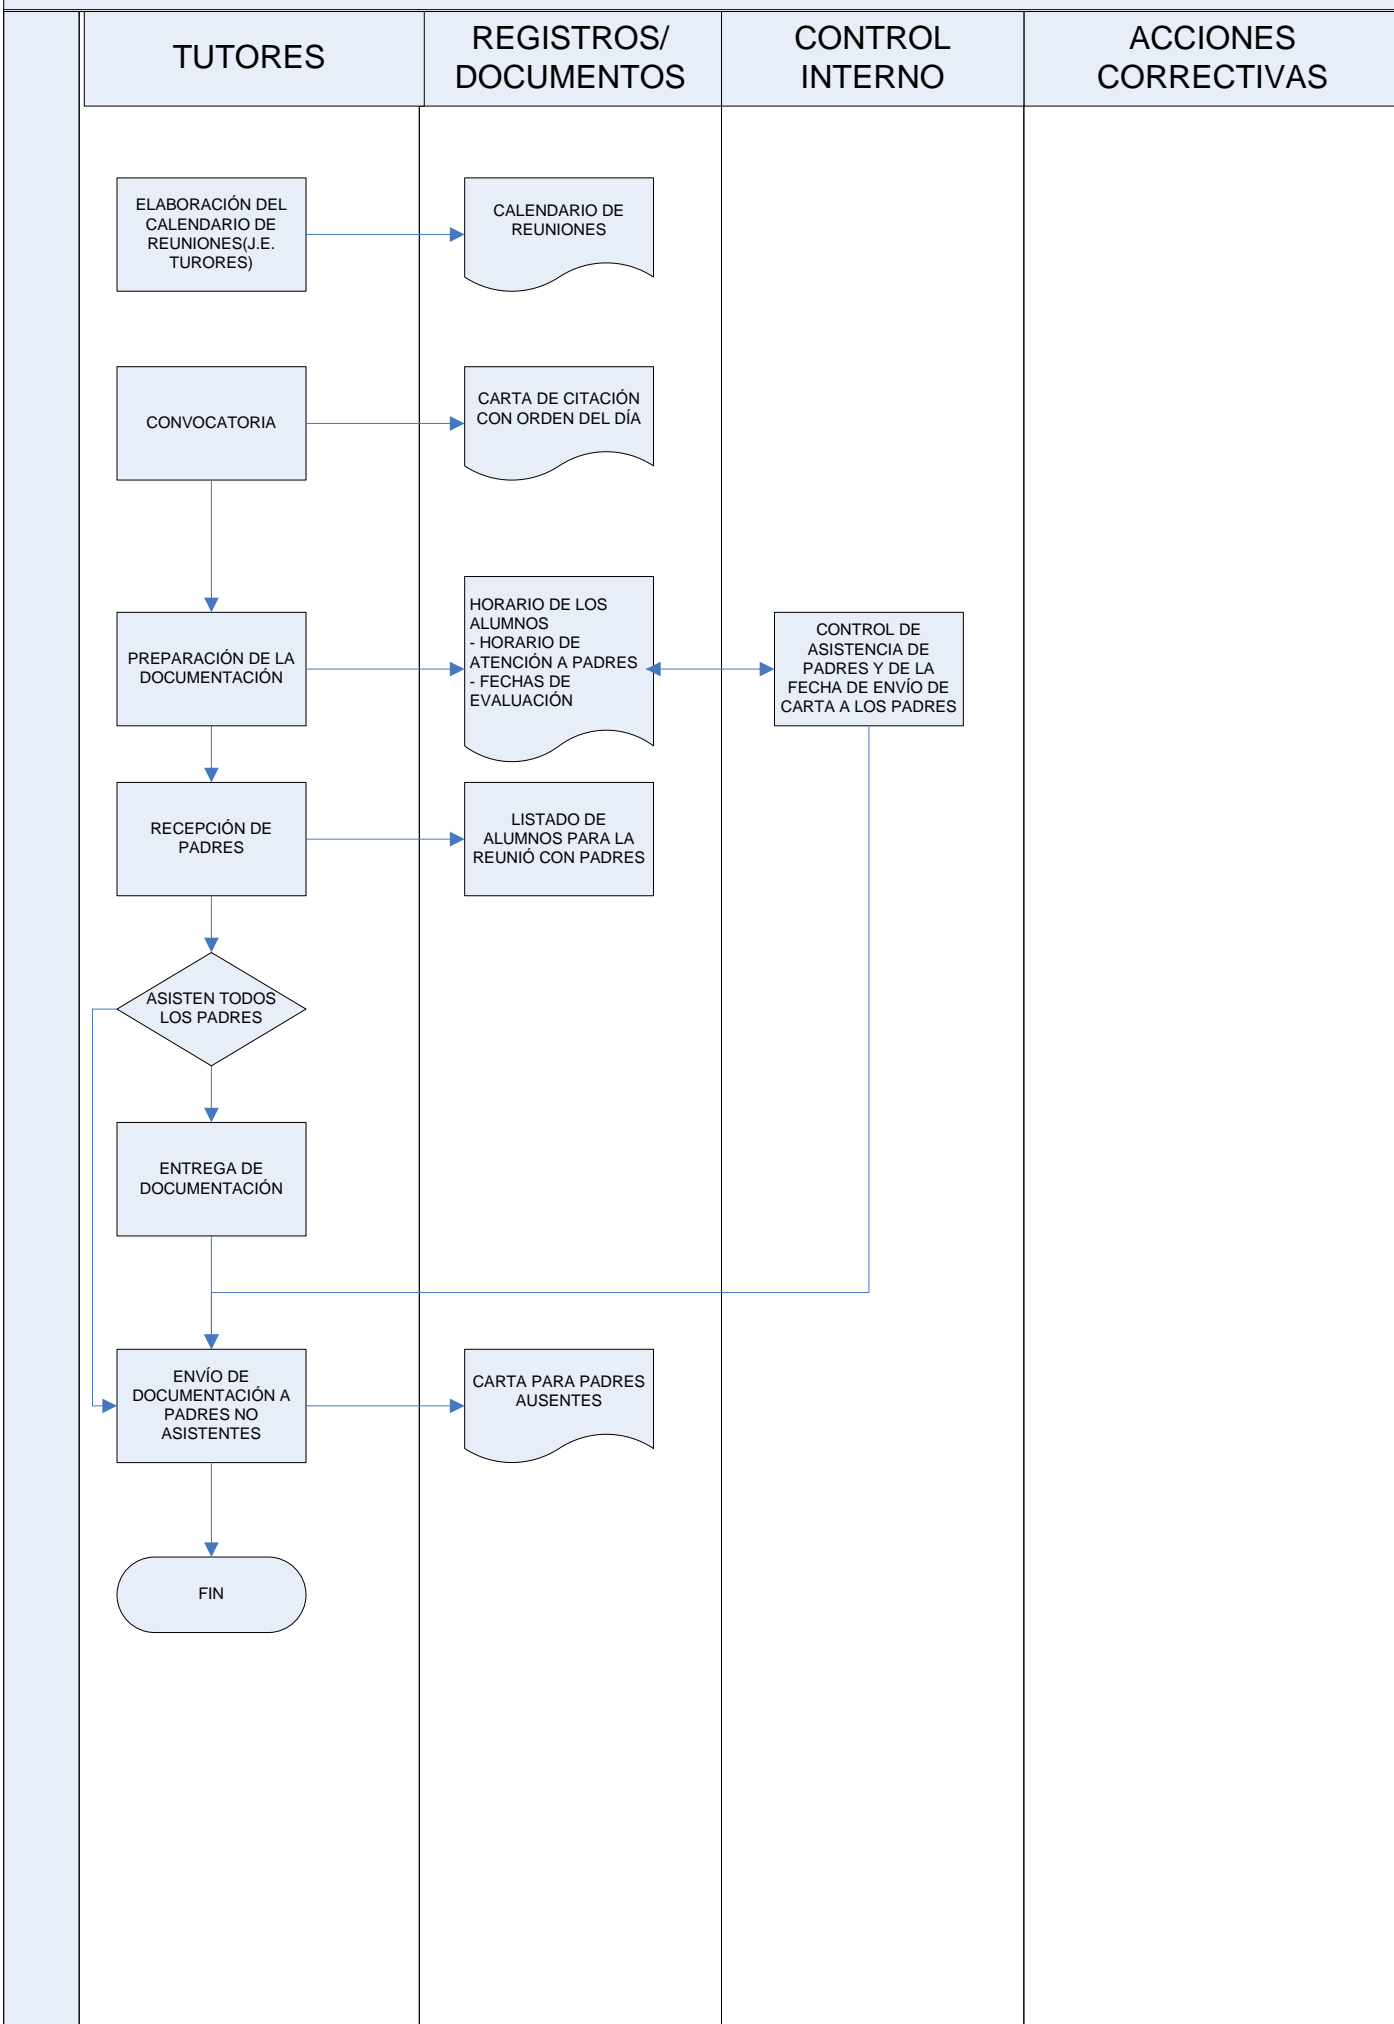 TUTORES
REGISTROS/
DOCUMENTOS
CONTROL
INTERNO
ACCIONES
CORRECTIVAS
ELABORACIÓN DEL
CALENDARIO DE
REUNIONES(J.E.
TURORES)
CALENDARIO DE
REUNIONES
CONVOCATORIA
CARTA DE CITACIÓN
CON ORDEN DEL DÍA
PREPARACIÓN DE LA
DOCUMENTACIÓN
HORARIO DE LOS
ALUMNOS
- HORARIO DE
ATENCIÓN A PADRES
- FECHAS DE
EVALUACIÓN
CONTROL DE
ASISTENCIA DE
PADRES Y DE LA
FECHA DE ENVÍO DE
CARTA A LOS PADRES
RECEPCIÓN DE
PADRES
LISTADO DE
ALUMNOS PARA LA
REUNIÓ CON PADRES
ASISTEN TODOS
LOS PADRES
ENTREGA DE
DOCUMENTACIÓN
ENVÍO DE
DOCUMENTACIÓN A
PADRES NO
ASISTENTES
CARTA PARA PADRES
AUSENTES
FIN